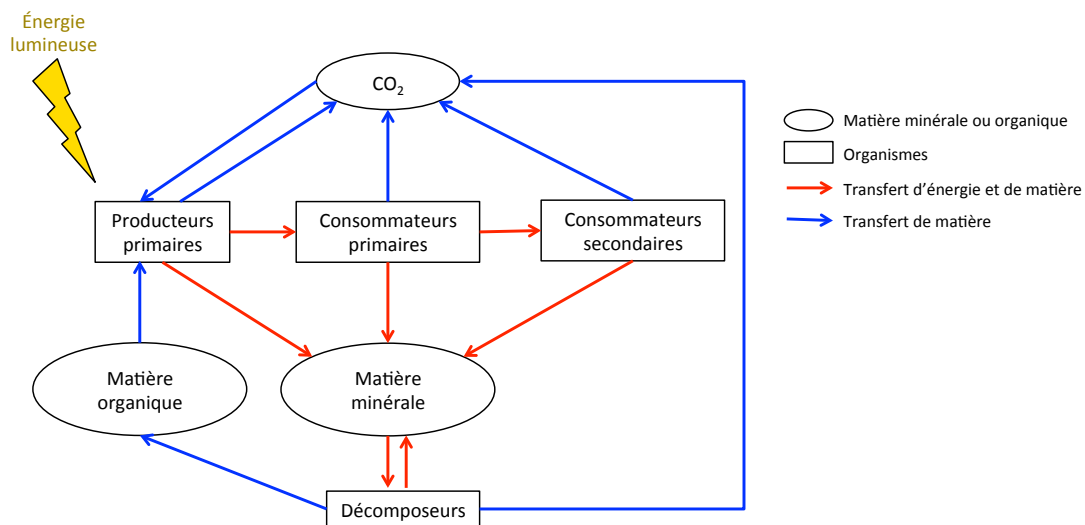 Énergie
lumineuse
CO₂
Matière minérale ou organique
Organismes
Transfert d’énergie et de matière
Transfert de matière
Producteurs
primaires
Consommateurs
primaires
Consommateurs
secondaires
Matière
organique
Matière
minérale
Décomposeurs